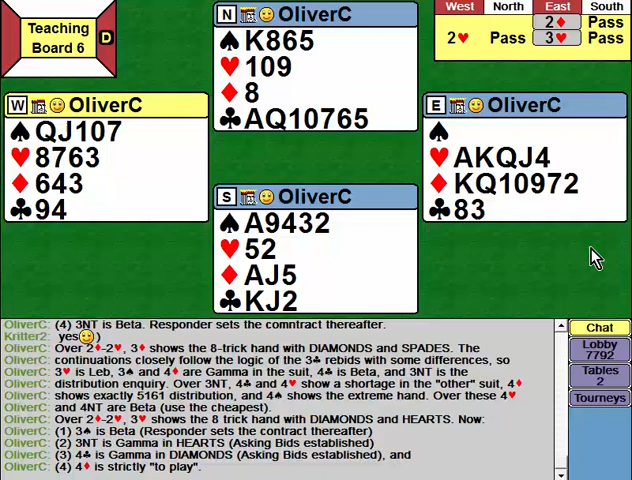 Teaching
Board 6
D
N OliverC
♠ K865
♥ 109
♦ 8
♣ AQ10765
West North East South
2♦ Pass
2♥ Pass 3♥ Pass
W OliverC
♠ QJ107
♥ 8763
♦ 643
♣ 94
E OliverC
♠
♥ AKQJ4
♦ KQ10972
♣ 83
S OliverC
♠ A9432
♥ 52
♦ AJ5
♣ KJ2
OliverC: (4) 3NT is Beta. Responder sets the comntract thereafter.
Kritter2: yes )
OliverC: Over 2♦-2♥, 3♦ shows the 8-trick hand with DIAMONDS and SPADES. The
continuations closely follow the logic of the 3♣ rebids with some differences, so
3♥ is Leb, 3♠ and 4♦ are Gamma in the suit, 4♣ is Beta, and 3NT is the
distribution enquiry. Over 3NT, 4♣ and 4♥ show a shortage in the "other" suit, 4♦
shows exactly 5161 distribution, and 4♠ shows the extreme hand. Over these 4♥
and 4NT are Beta (use the cheapest).
OliverC: Over 2♦-2♥, 3♥ shows the 8 trick hand with DIAMONDS and HEARTS. Now:
OliverC: (1) 3♠ is Beta (Responder sets the contract thereafter)
OliverC: (2) 3NT is Gamma in HEARTS (Asking Bids established)
OliverC: (3) 4♣ is Gamma in DIAMONDS (Asking Bids established), and
OliverC: (4) 4♦ is strictly "to play".
Chat
Lobby
7792
Tables
2
Tourneys